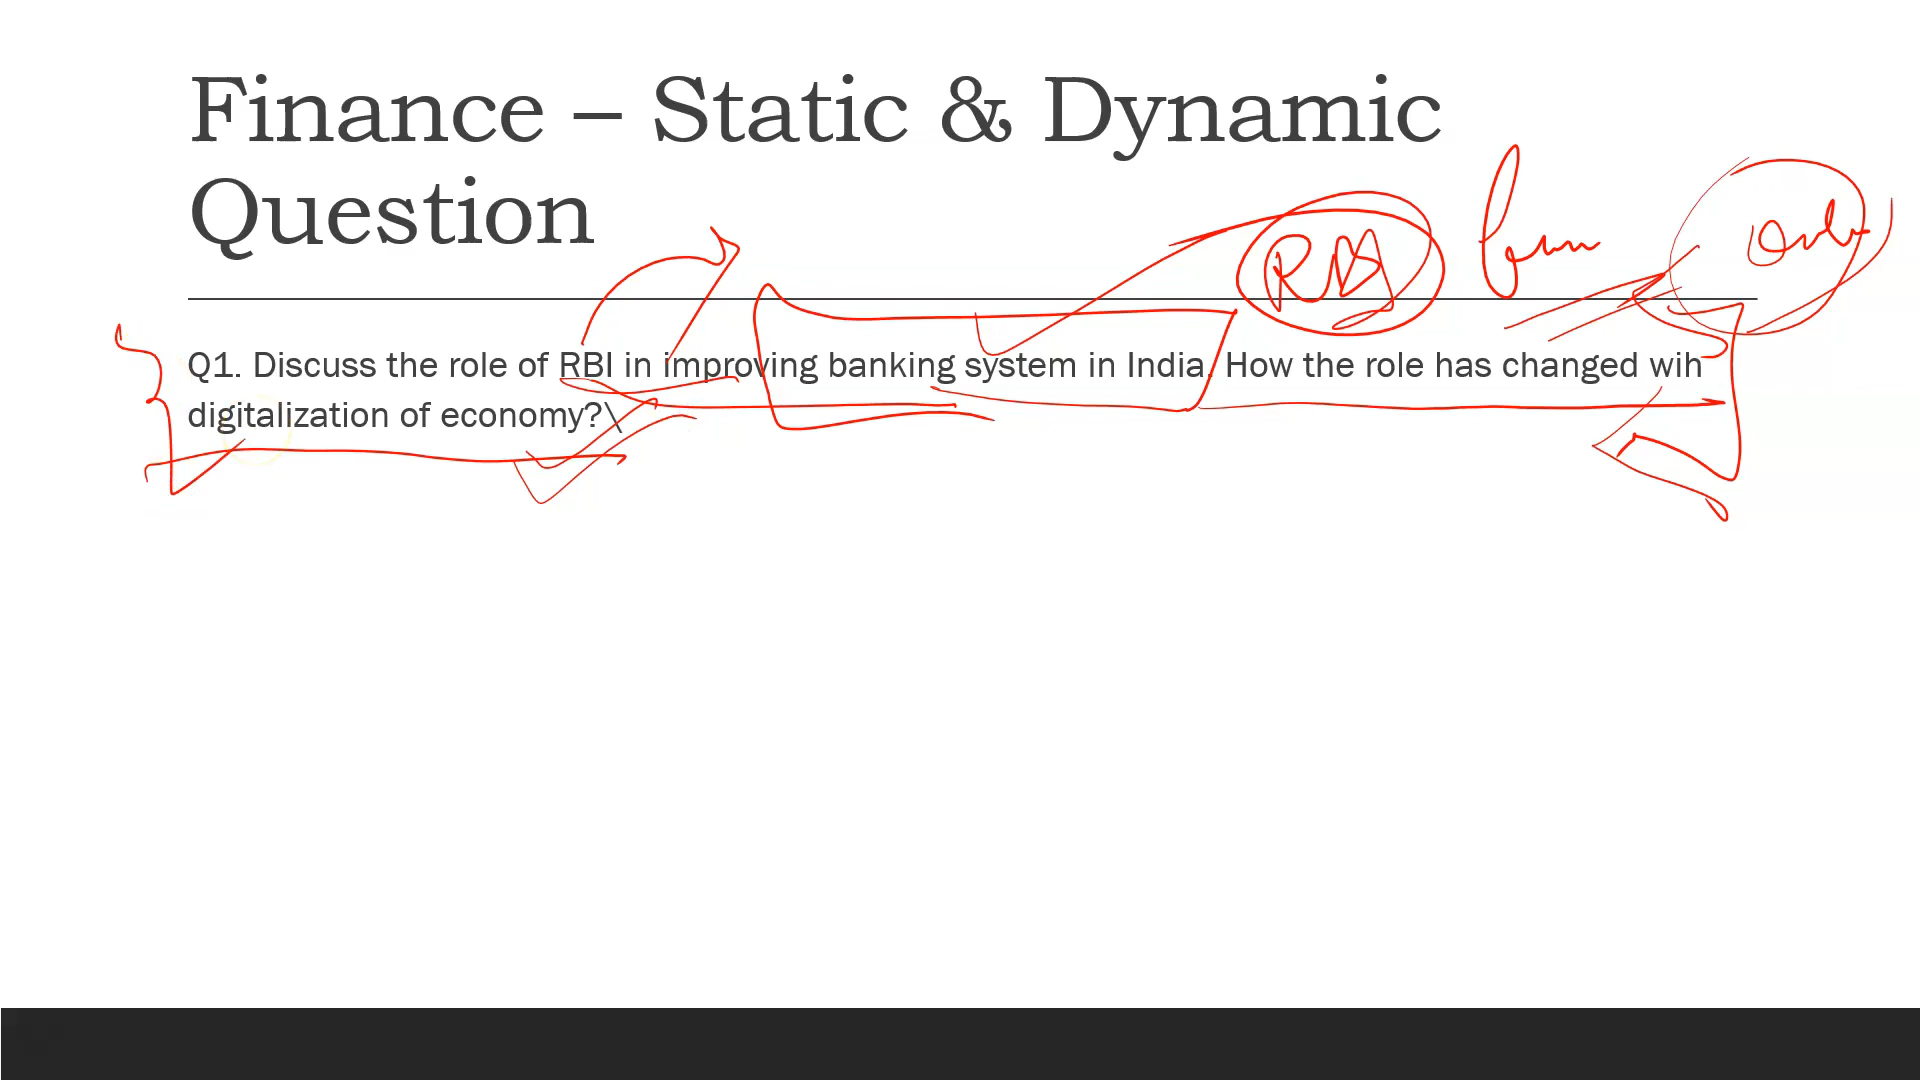 Finance – Static & Dynamic
Question
RBI
Q1. Discuss the role of RBI in improving banking system in India. How the role has changed wih
digitalization of economy?\